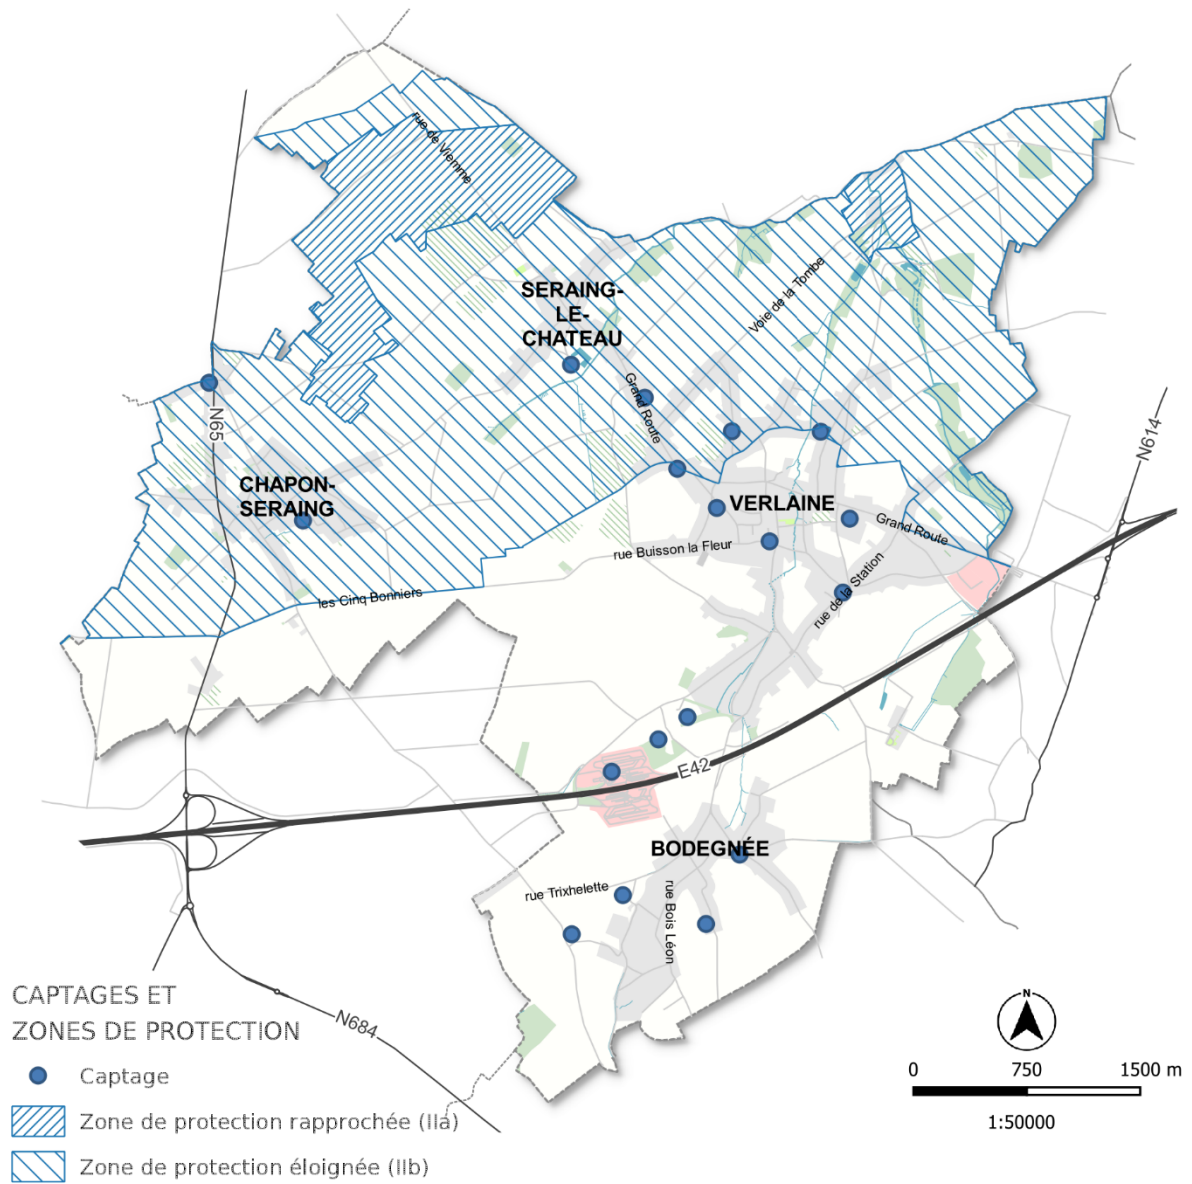 rue de Viemme
SERAING-
LE-
CHATEAU
Voie de la Tombe
Grand Route
N65
N614
CHAPON-
SERAING
VERLAINE
Grand Route
rue Buisson la Fleur
rue de la Station
les Cinq Bonniers
E42
BODEGNÉE
rue Trixhelette
rue Bois Léon
N684
CAPTAGES ET
ZONES DE PROTECTION
Captage
Zone de protection rapprochée (IIa)
Zone de protection éloignée (IIb)
N
0 750 1500 m
1:50000